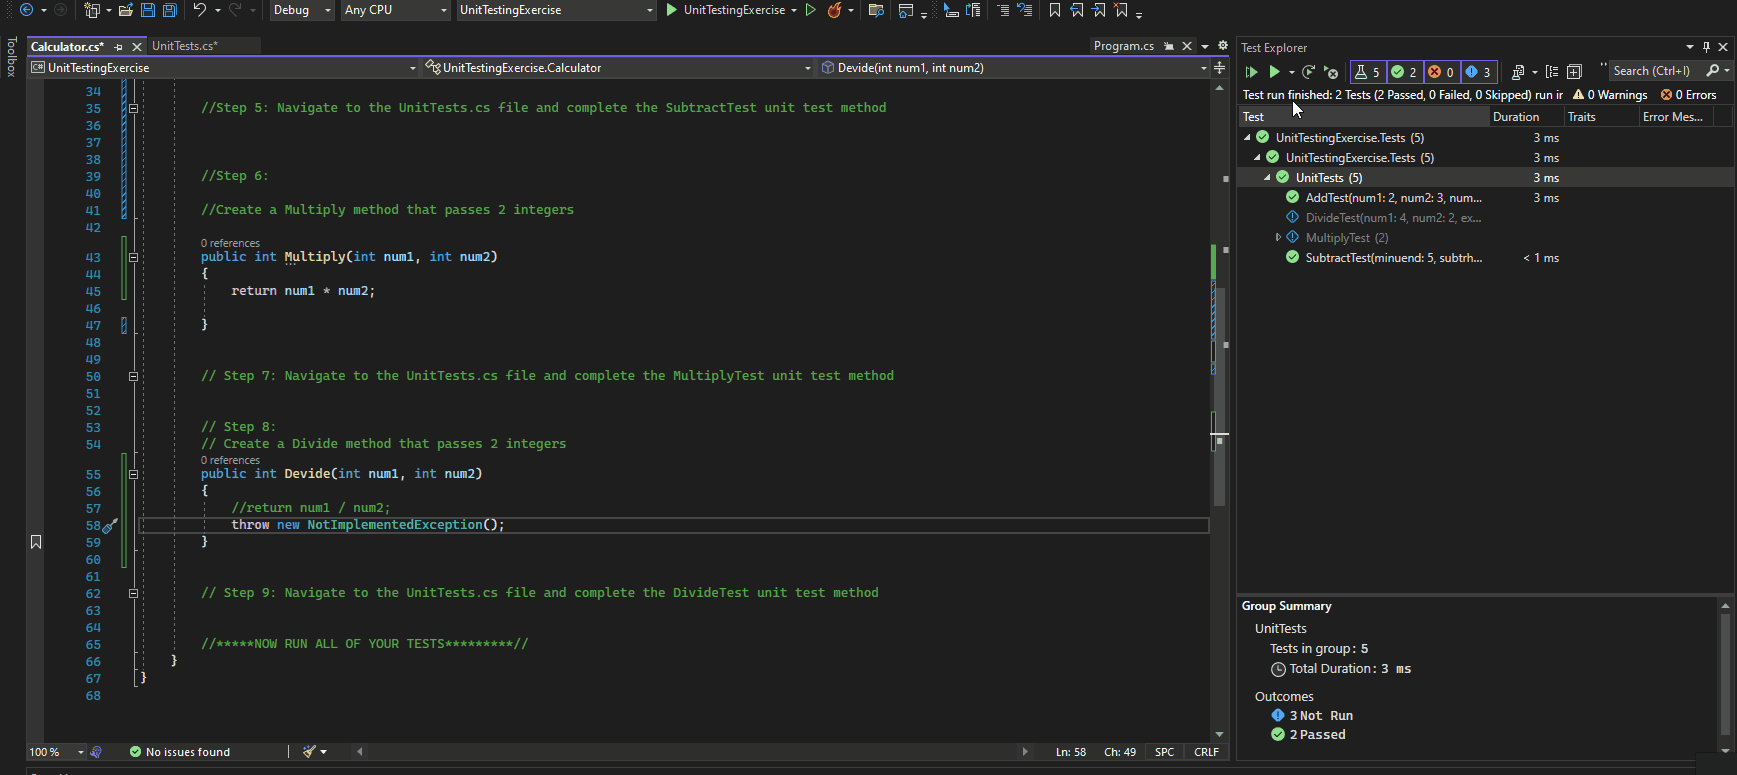 Debug Any CPU UnitTestingExercise UnitTestingExercise
Toolbox
Calculator.cs* UnitTests.cs* Program.cs
C# UnitTestingExercise UnitTestingExercise.Calculator Divide(int num1, int num2)
34
35 //Step 5: Navigate to the UnitTests.cs file and complete the SubtractTest unit test method
36
37
38
39 //Step 6:
40
41 //Create a Multiply method that passes 2 integers
42
0 references
43 public int Multiply(int num1, int num2)
44 {
45 return num1 * num2;
46
47 }
48
49
50 // Step 7: Navigate to the UnitTests.cs file and complete the MultiplyTest unit test method
51
52
53 // Step 8:
54 // Create a Divide method that passes 2 integers
0 references
55 public int Devide(int num1, int num2)
56 {
57 //return num1 / num2;
58 throw new NotImplementedException();
59 }
60
61
62 // Step 9: Navigate to the UnitTests.cs file and complete the DivideTest unit test method
63
64
65 //*****NOW RUN ALL OF YOUR TESTS*********//
66 }
67 }
68
100 % No issues found Ln: 58 Ch: 49 SPC CRLF
Test Explorer
5 2 0 3 Search (Ctrl+I)
Test run finished: 2 Tests (2 Passed, 0 Failed, 0 Skipped) run ir 0 Warnings 0 Errors
Test Duration Traits Error Mes...
UnitTestingExercise.Tests (5) 3 ms
UnitTestingExercise.Tests (5) 3 ms
UnitTests (5) 3 ms
AddTest(num1: 2, num2: 3, num... 3 ms
DivideTest(num1: 4, num2: 2, ex...
MultiplyTest (2)
SubtractTest(minuend: 5, subtrh... < 1 ms
Group Summary
UnitTests
Tests in group: 5
Total Duration: 3 ms
Outcomes
3 Not Run
2 Passed